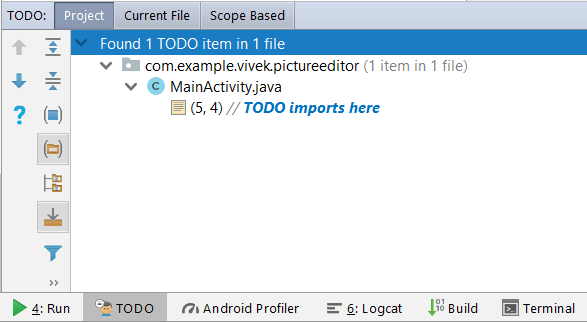 TODO: Project Current File Scope Based
Found 1 TODO item in 1 file
com.example.vivek.pictureeditor (1 item in 1 file)
C MainActivity.java
(5, 4) // TODO imports here
?
>>
4: Run TODO Android Profiler 6: Logcat Build Terminal